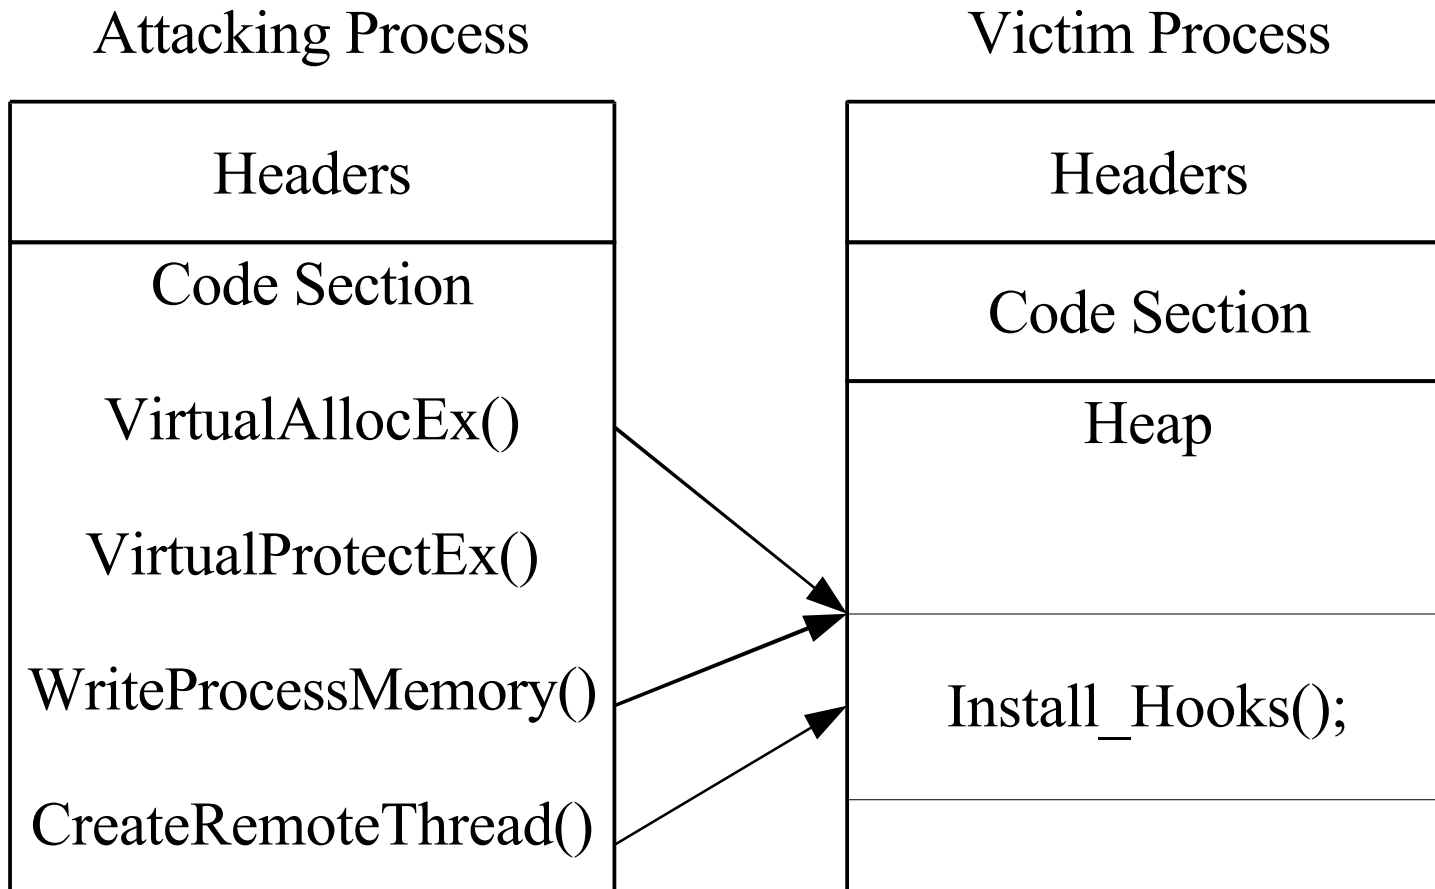 Attacking Process
Victim Process
Headers
Headers
Code Section
Code Section
VirtualAllocEx()
Heap
VirtualProtectEx()
WriteProcessMemory()
Install_Hooks();
CreateRemoteThread()